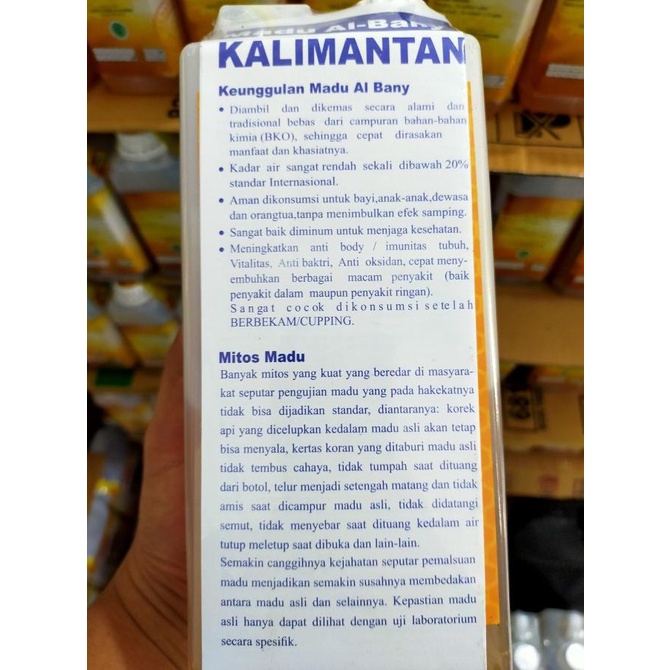 Madu Al-Bany
KALIMANTAN
Keunggulan Madu Al Bany
• Diambil dan dikemas secara alami dan
tradisional bebas dari campuran bahan-bahan
kimia (BKO), sehingga cepat dirasakan
manfaat dan khasiatnya.
• Kadar air sangat rendah sekali dibawah 20%
standar Internasional.
• Aman dikonsumsi untuk bayi,anak-anak,dewasa
dan orangtua,tanpa menimbulkan efek samping.
• Sangat baik diminum untuk menjaga kesehatan.
• Meningkatkan anti body / imunitas tubuh,
Vitalitas, Anti baktri, Anti oksidan, cepat meny-
embuhkan berbagai macam penyakit (baik
penyakit dalam maupun penyakit ringan).
Sangat cocok dikonsumsi setelah
BERBEKAM/CUPPING.
Mitos Madu
Banyak mitos yang kuat yang beredar di masyara-
kat seputar pengujian madu yang pada hakekatnya
tidak bisa dijadikan standar, diantaranya: korek
api yang dicelupkan kedalam madu asli akan tetap
bisa menyala, kertas koran yang ditaburi madu asli
tidak tembus cahaya, tidak tumpah saat dituang
dari botol, telur menjadi setengah matang dan tidak
amis saat dicampur madu asli, tidak didatangi
semut, tidak menyebar saat dituang kedalam air
tutup meletup saat dibuka dan lain-lain.
Semakin canggihnya kejahatan seputar pemalsuan
madu menjadikan semakin susahnya membedakan
antara madu asli dan selainnya. Kepastian madu
asli hanya dapat dilihat dengan uji laboratorium
secara spesifik.